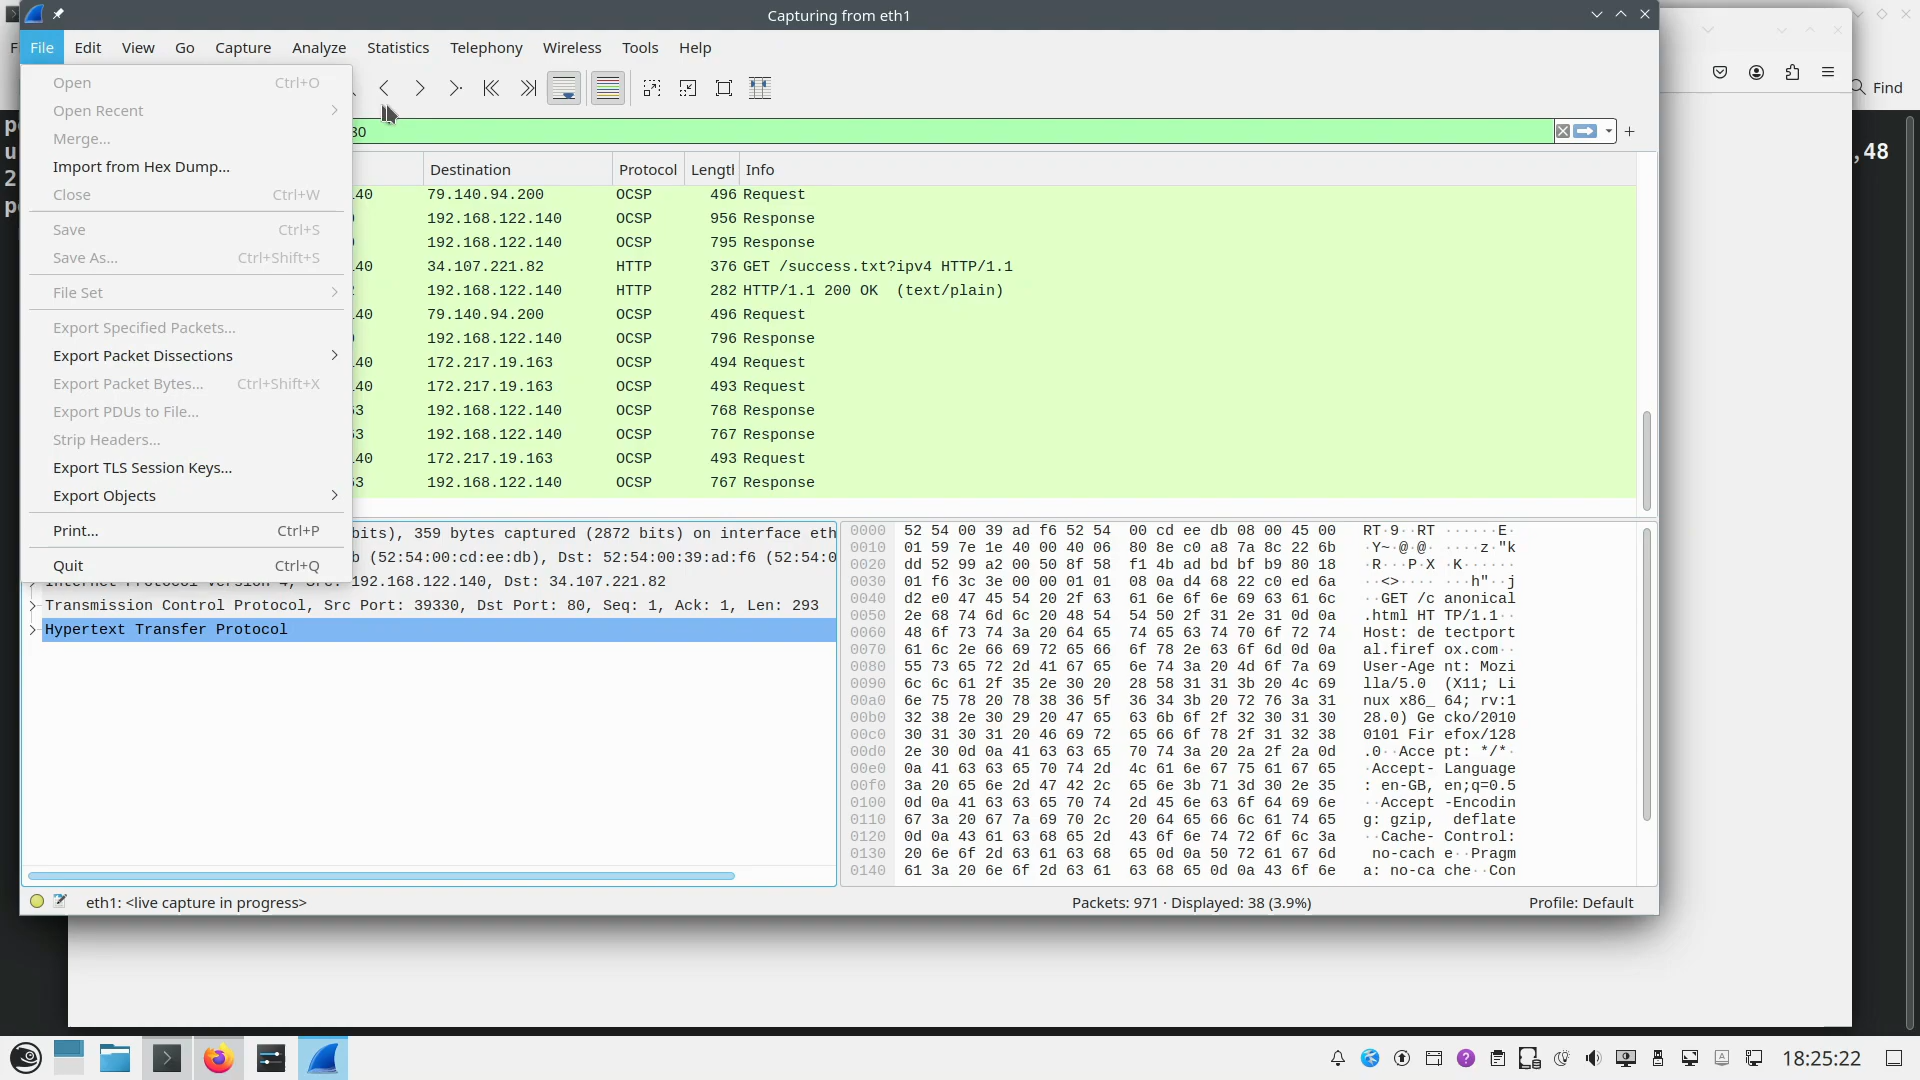 Capturing from eth1
File Edit View Go Capture Analyze Statistics Telephony Wireless Tools Help
Open Ctrl+O
Open Recent
Merge...
Import from Hex Dump...
Close Ctrl+W
Save Ctrl+S
Save As... Ctrl+Shift+S
File Set
Export Specified Packets...
Export Packet Dissections
Export Packet Bytes... Ctrl+Shift+X
Export PDUs to File...
Strip Headers...
Export TLS Session Keys...
Export Objects
Print... Ctrl+P
Quit Ctrl+Q
Find
,48
Destination Protocol Length Info
40 79.140.94.200 OCSP 496 Request
192.168.122.140 OCSP 956 Response
192.168.122.140 OCSP 795 Response
40 34.107.221.82 HTTP 376 GET /success.txt?ipv4 HTTP/1.1
192.168.122.140 HTTP 282 HTTP/1.1 200 OK (text/plain)
40 79.140.94.200 OCSP 496 Request
192.168.122.140 OCSP 796 Response
40 172.217.19.163 OCSP 494 Request
40 172.217.19.163 OCSP 493 Request
63 192.168.122.140 OCSP 768 Response
63 192.168.122.140 OCSP 767 Response
40 172.217.19.163 OCSP 493 Request
63 192.168.122.140 OCSP 767 Response
bits), 359 bytes captured (2872 bits) on interface eth
b (52:54:00:cd:ee:db), Dst: 52:54:00:39:ad:f6 (52:54:0
192.168.122.140, Dst: 34.107.221.82
Transmission Control Protocol, Src Port: 39330, Dst Port: 80, Seq: 1, Ack: 1, Len: 293
Hypertext Transfer Protocol
0000 52 54 00 39 ad f6 52 54 00 cd ee db 08 00 45 00 RT·9··RT ······E·
0010 01 59 7e 1e 40 00 40 06 80 8e c0 a8 7a 8c 22 6b ·Y~·@·@· ····z·"k
0020 dd 52 99 a2 00 50 8f 58 f1 4b ad bd bf b9 80 18 ·R···P·X ·K······
0030 01 f6 3c 3e 00 00 01 01 08 0a d4 68 22 c0 ed 6a ··<>···· ···h"··j
0040 d2 e0 47 45 54 20 2f 63 61 6e 6f 6e 69 63 61 6c ··GET /c anonical
0050 2e 68 74 6d 6c 20 48 54 54 50 2f 31 2e 31 0d 0a .html HT TP/1.1··
0060 48 6f 73 74 3a 20 64 65 74 65 63 74 70 6f 72 74 Host: de tectport
0070 61 6c 2e 66 69 72 65 66 6f 78 2e 63 6f 6d 0d 0a al.firef ox.com··
0080 55 73 65 72 2d 41 67 65 6e 74 3a 20 4d 6f 7a 69 User-Age nt: Mozi
0090 6c 6c 61 2f 35 2e 30 20 28 58 31 31 3b 20 4c 69 lla/5.0 (X11; Li
00a0 6e 75 78 20 78 38 36 5f 36 34 3b 20 72 76 3a 31 nux x86_ 64; rv:1
00b0 32 38 2e 30 29 20 47 65 63 6b 6f 2f 32 30 31 30 28.0) Ge cko/2010
00c0 30 31 30 31 20 46 69 72 65 66 6f 78 2f 31 32 38 0101 Fir efox/128
00d0 2e 30 0d 0a 41 63 63 65 70 74 3a 20 2a 2f 2a 0d .0··Acce pt: */*·
00e0 0a 41 63 63 65 70 74 2d 4c 61 6e 67 75 61 67 65 ·Accept- Language
00f0 3a 20 65 6e 2d 47 42 2c 65 6e 3b 71 3d 30 2e 35 : en-GB, en;q=0.5
0100 0d 0a 41 63 63 65 70 74 2d 45 6e 63 6f 64 69 6e ··Accept -Encodin
0110 67 3a 20 67 7a 69 70 2c 20 64 65 66 6c 61 74 65 g: gzip, deflate
0120 0d 0a 43 61 63 68 65 2d 43 6f 6e 74 72 6f 6c 3a ··Cache- Control:
0130 20 6e 6f 2d 63 61 63 68 65 0d 0a 50 72 61 67 6d no-cach e··Pragm
0140 61 3a 20 6e 6f 2d 63 61 63 68 65 0d 0a 43 6f 6e a: no-ca che··Con
eth1: <live capture in progress> Packets: 971 · Displayed: 38 (3.9%) Profile: Default
18:25:22